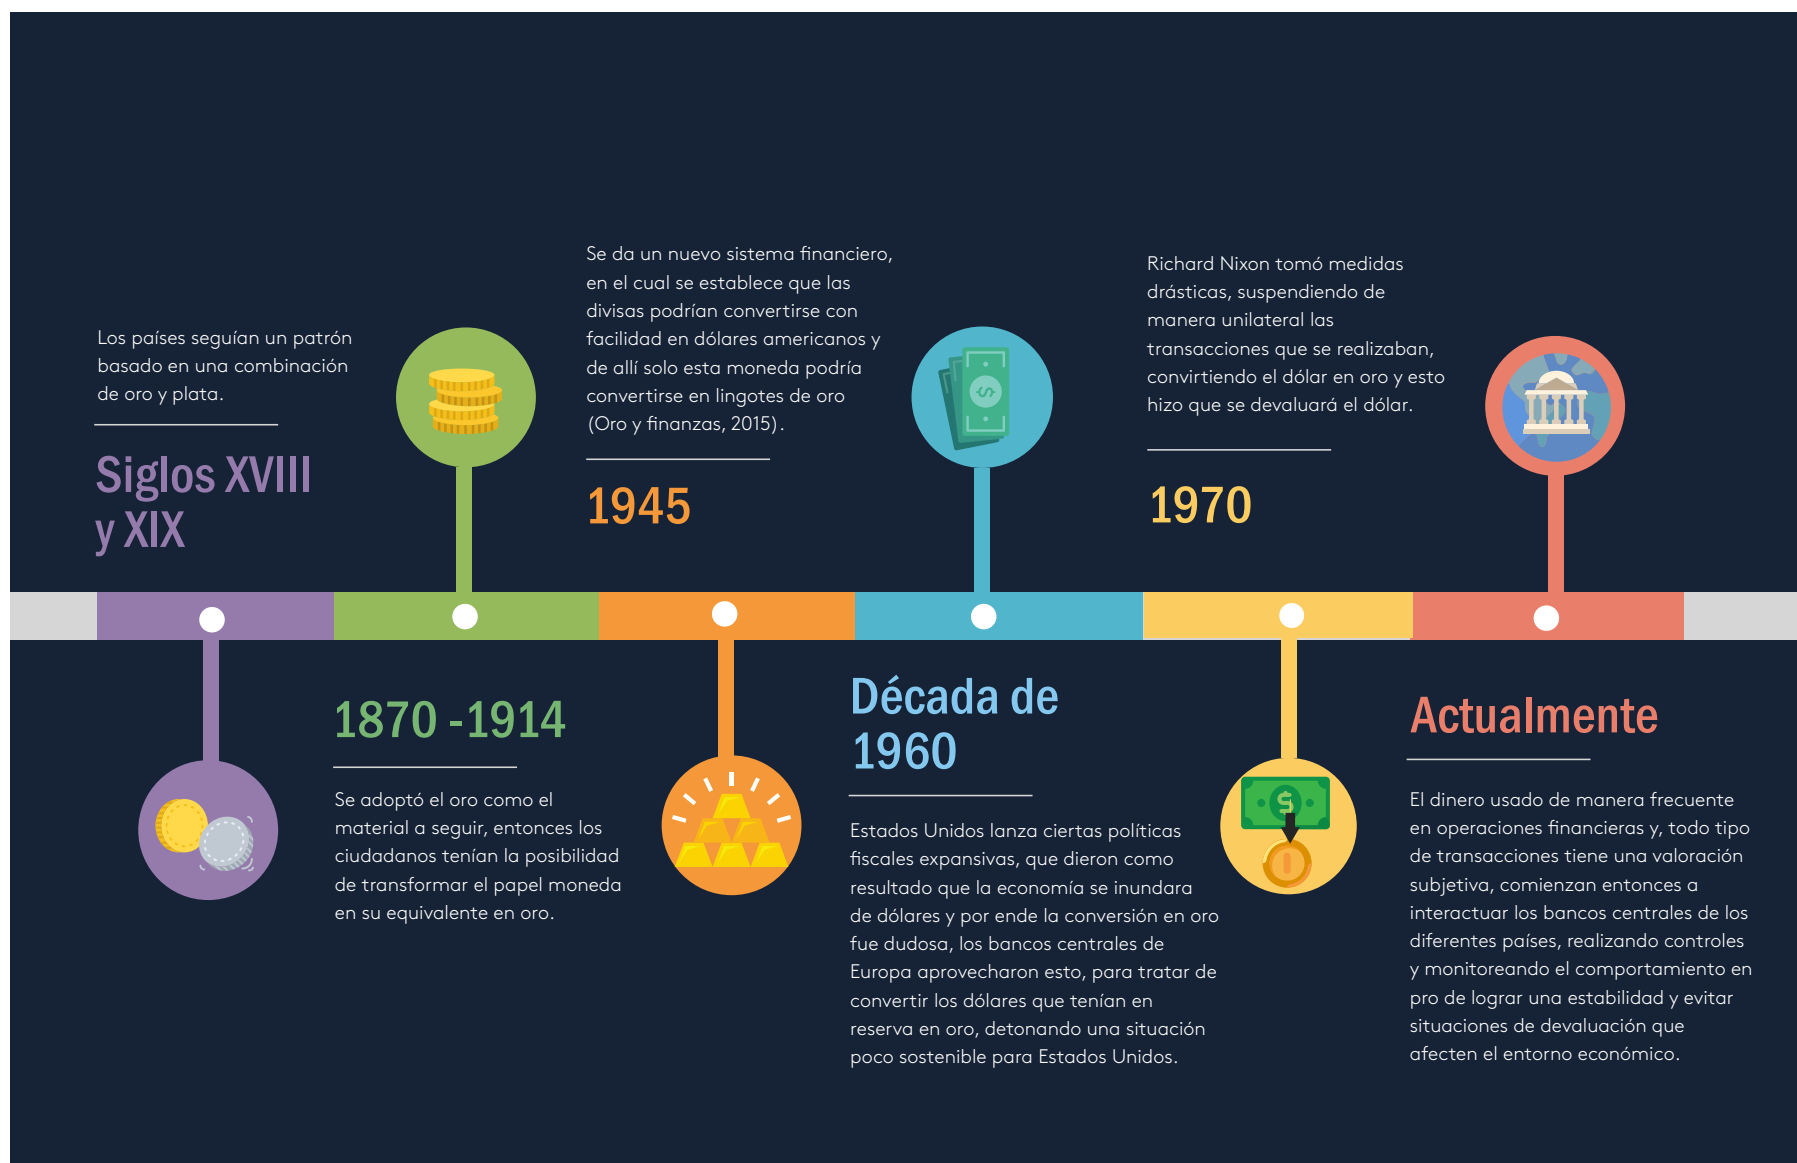 Los países seguían un patrón
basado en una combinación
de oro y plata.
Siglos XVIII
y XIX
1870 -1914
Se adoptó el oro como el
material a seguir, entonces los
ciudadanos tenían la posibilidad
de transformar el papel moneda
en su equivalente en oro.
Se da un nuevo sistema financiero,
en el cual se establece que las
divisas podrían convertirse con
facilidad en dólares americanos y
de allí solo esta moneda podría
convertirse en lingotes de oro
(Oro y finanzas, 2015).
1945
Década de
1960
Estados Unidos lanza ciertas políticas
fiscales expansivas, que dieron como
resultado que la economía se inundara
de dólares y por ende la conversión en oro
fue dudosa, los bancos centrales de
Europa aprovecharon esto, para tratar de
convertir los dólares que tenían en
reserva en oro, detonando una situación
poco sostenible para Estados Unidos.
Richard Nixon tomó medidas
drásticas, suspendiendo de
manera unilateral las
transacciones que se realizaban,
convirtiendo el dólar en oro y esto
hizo que se devaluará el dólar.
1970
Actualmente
El dinero usado de manera frecuente
en operaciones financieras y, todo tipo
de transacciones tiene una valoración
subjetiva, comienzan entonces a
interactuar los bancos centrales de los
diferentes países, realizando controles
y monitoreando el comportamiento en
pro de lograr una estabilidad y evitar
situaciones de devaluación que
afecten el entorno económico.